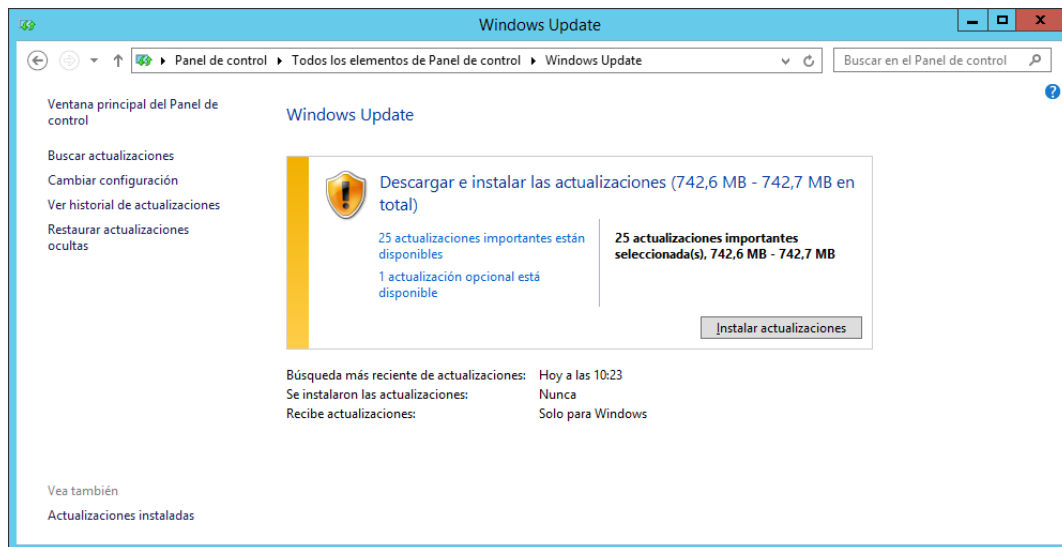 Windows Update
Panel de control ▸ Todos los elementos de Panel de control ▸ Windows Update
Buscar en el Panel de control
Ventana principal del Panel de
control
Buscar actualizaciones
Cambiar configuración
Ver historial de actualizaciones
Restaurar actualizaciones
ocultas
Windows Update
Descargar e instalar las actualizaciones (742,6 MB - 742,7 MB en
total)
25 actualizaciones importantes están
disponibles
1 actualización opcional está
disponible
25 actualizaciones importantes
seleccionada(s), 742,6 MB - 742,7 MB
Instalar actualizaciones
Búsqueda más reciente de actualizaciones: Hoy a las 10:23
Se instalaron las actualizaciones: Nunca
Recibe actualizaciones: Solo para Windows
Vea también
Actualizaciones instaladas